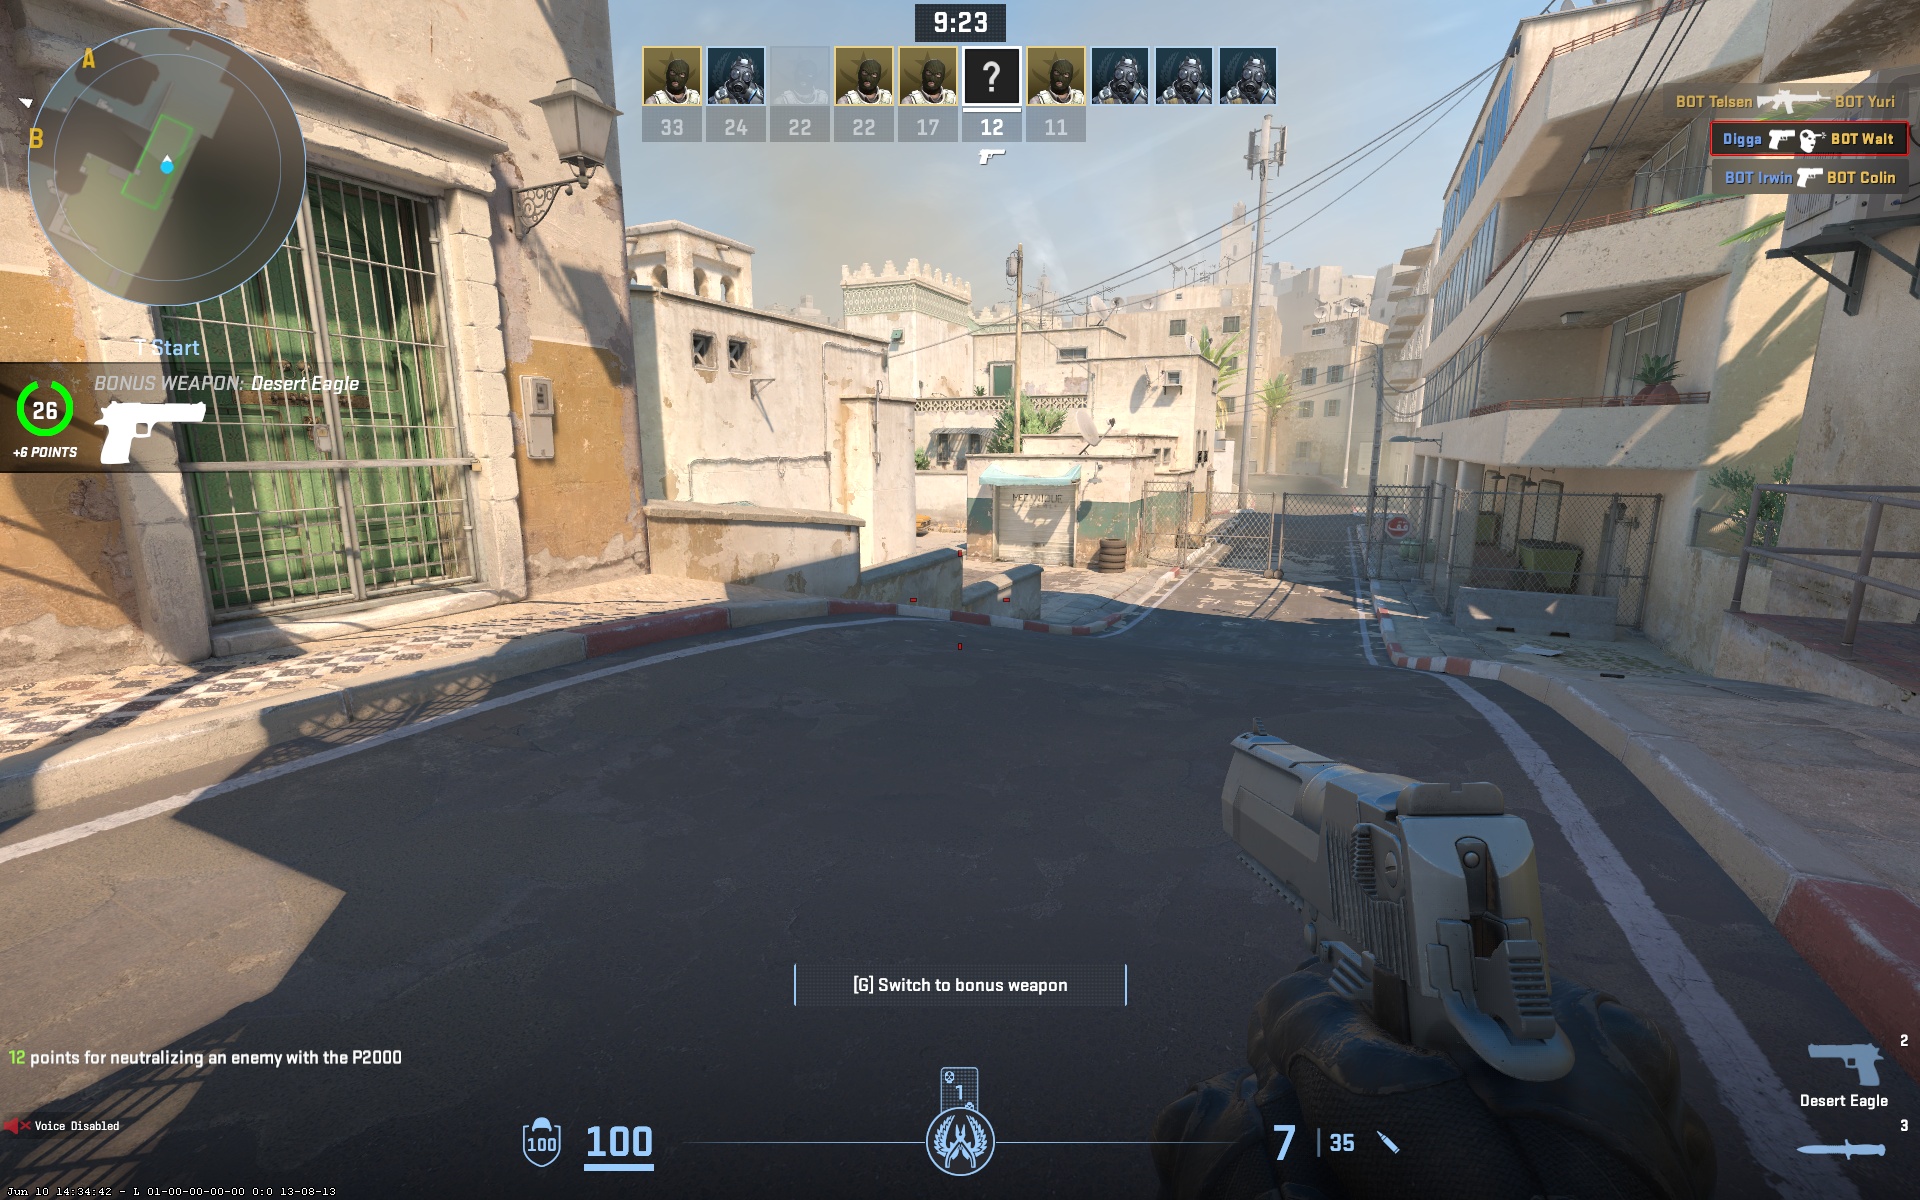 9:23
A
B
33 24 22 22 17 12 11
?
BOT Telsen BOT Yuri
Digga BOT Walt
BOT Irwin BOT Colin
T Start
BONUS WEAPON: Desert Eagle
26
+6 POINTS
[G] Switch to bonus weapon
12 points for neutralizing an enemy with the P2000
Voice Disabled
100
100
1
7 | 35
2
Desert Eagle
3
Jun 10 14:34:42 - L 01-00-00-00-00 0:0 13-08-13